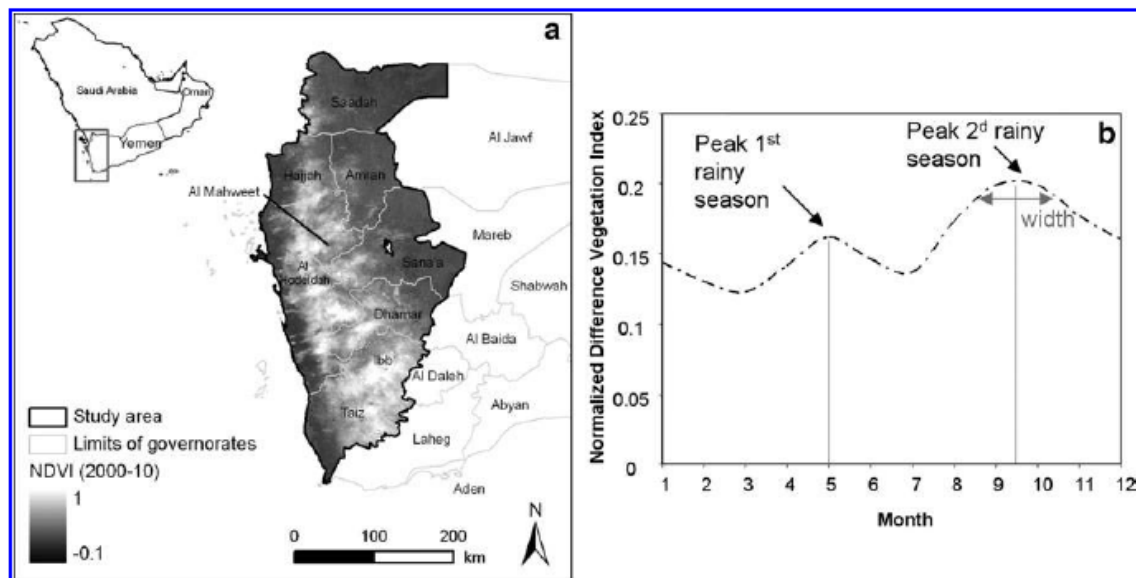 a
Saudi Arabia
Oman
Yemen
Saadah
Al Jawf
Hajjah
Amran
Al Mahweet
Mareb
Sana'a
Al
Hodeidah
Shabwah
Dhamar
Al Baida
Ibb
Al Daleh
Abyan
Taiz
Laheg
Aden
Study area
Limits of governorates
NDVI (2000-10)
1
-0.1
0 100 200
km
N
b
Normalized Difference Vegetation Index
0.25
0.2
0.15
0.1
0.05
0
Peak 1st
rainy
season
Peak 2d rainy
season
width
1 2 3 4 5 6 7 8 9 10 11 12
Month